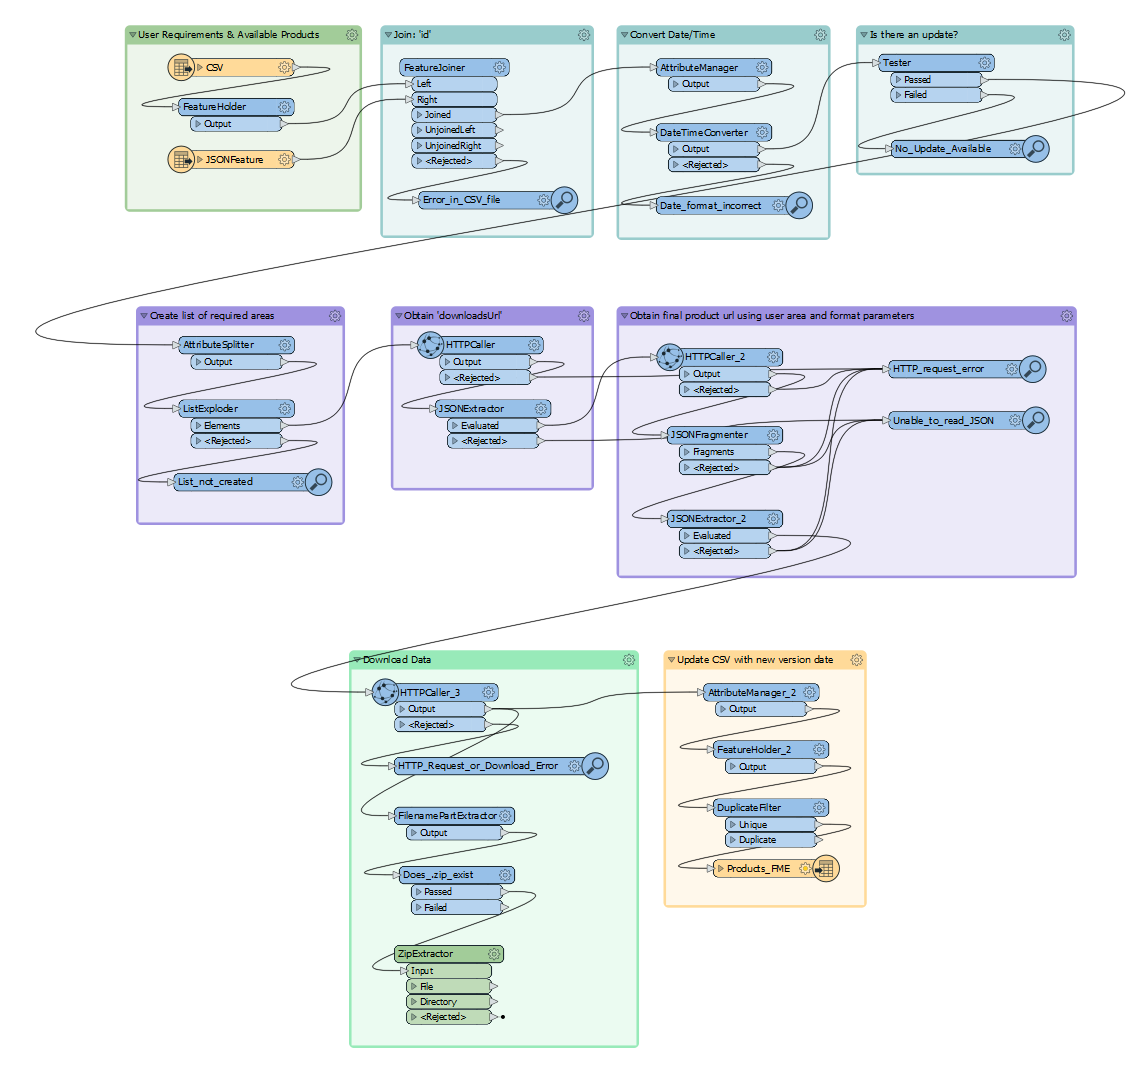 User Requirements & Available Products
CSV
FeatureHolder
Output
JSONFeature
Join: 'id'
FeatureJoiner
Left
Right
Joined
UnjoinedLeft
UnjoinedRight
<Rejected>
Error_in_CSV_file
Convert Date/Time
AttributeManager
Output
DateTimeConverter
Output
<Rejected>
Date_format_incorrect
Is there an update?
Tester
Passed
Failed
No_Update_Available
Create list of required areas
AttributeSplitter
Output
ListExploder
Elements
<Rejected>
List_not_created
Obtain 'downloadsUrl'
HTTPCaller
Output
<Rejected>
JSONExtractor
Evaluated
<Rejected>
Obtain final product url using user area and format parameters
HTTPCaller_2
Output
<Rejected>
JSONFragmenter
Fragments
<Rejected>
JSONExtractor_2
Evaluated
<Rejected>
HTTP_request_error
Unable_to_read_JSON
Download Data
HTTPCaller_3
Output
<Rejected>
HTTP_Request_or_Download_Error
FilenamePartExtractor
Output
Does_.zip_exist
Passed
Failed
ZipExtractor
Input
File
Directory
<Rejected>
Update CSV with new version date
AttributeManager_2
Output
FeatureHolder_2
Output
DuplicateFilter
Unique
Duplicate
Products_FME